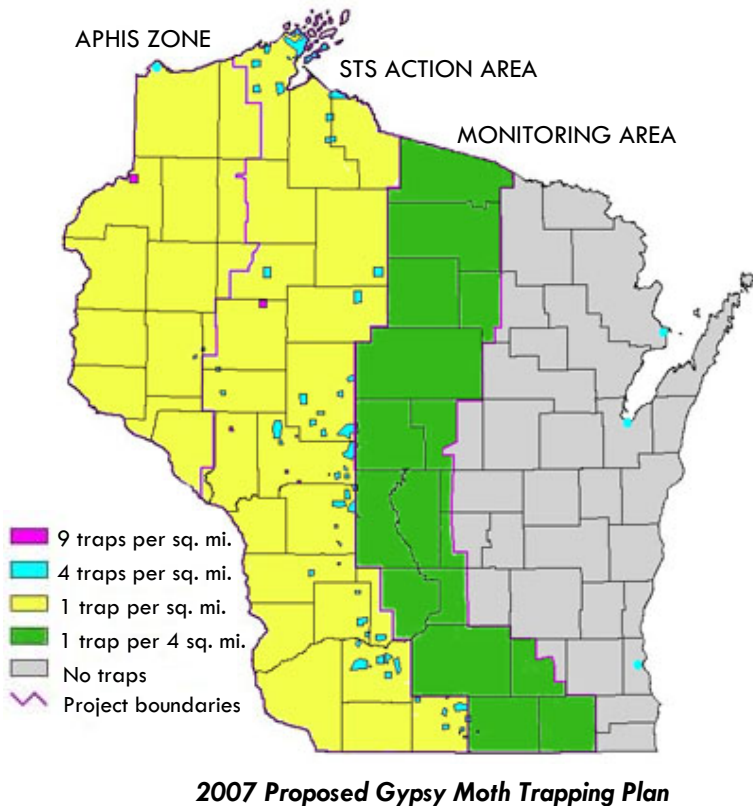 APHIS ZONE
STS ACTION AREA
MONITORING AREA
9 traps per sq. mi.
4 traps per sq. mi.
1 trap per sq. mi.
1 trap per 4 sq. mi.
No traps
Project boundaries
2007 Proposed Gypsy Moth Trapping Plan